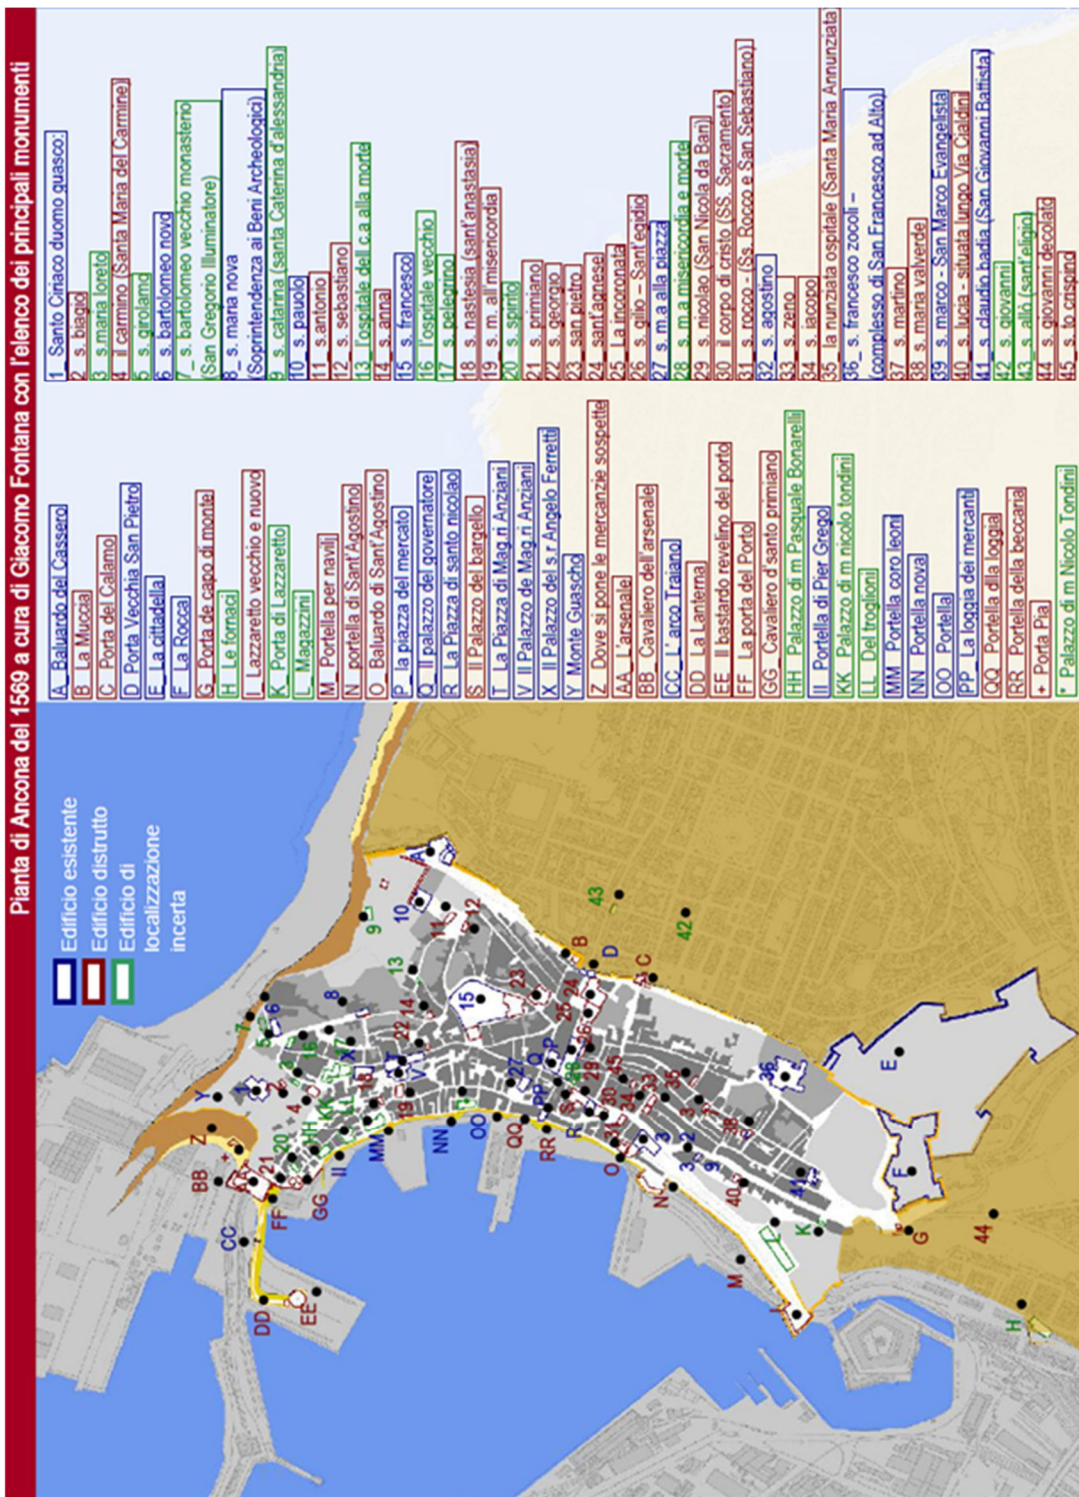 Pianta di Ancona del 1569 a cura di Giacomo Fontana con l'elenco dei principali monumenti
Edificio esistente
Edificio distrutto
Edificio di
localizzazione
incerta
A_Baluardo del Cassero
B_La Muccia
C_Porta del Calamo
D_Porta Vecchia San Pietro
E_La cittadella
F_La Rocca
G_Porta de capo di monte
H_Le fornaci
I_Lazzaretto vecchio e nuovo
K_Porta di Lazzaretto
L_Magazzini
M_Portella per navilj
N_portella di Sant'Agostino
O_Baluardo di Sant'Agostino
P_la piazza del mercato
Q_Il palazzo del governatore
R_La Piazza di santo nicolao
S_Il Palazzo del bargello
T_La Piazza di Mag.ri Anziani
V_Il Palazzo de Mag.ri Anziani
X_Il Palazzo del s.r Angelo Ferretti
Y_Monte Guascho
Z_Dove si pone le mercanzie sospette
AA_L'arsenale
BB_Cavaliero dell'arsenale
CC_L'arco Traiano
DD_La Lanterna
EE_Il bastardo revelino del porto
FF_La porta del Porto
GG_Cavaliero d'santo primiano
HH_Palazzo di m Pasquale Bonarelli
II_Portella di Pier Grego
KK_Palazzo di m nicolo tondini
LL_Del troglioni
MM_Portella coro leoni
NN_Portella nova
OO_Portella
PP_La loggia dei mercanti
QQ_Portella dlla loggia
RR_Portella della beccaria
+ Porta Pia
* Palazzo di m Nicolo Tondini
1_ Santo Ciriaco duomo guasco:
2_s. biagio
3_s.maria loreto
4_il carmino (Santa Maria del Carmine)
5_s. girolamo
6_s. bartolomeo novo
7_s. bartolomeo vecchio monasterio
(San Gregorio Illuminatore)
8_s. maria nova
(Soprintendenza ai Beni Archeologici)
9_s. catarina (santa Caterina d'alessandria)
10_s. pauolo
11_s.antonio
12_s. sebastiano
13_l'ospitale dell c.a alla morte
14_s. anna
15_s. francesco
16_l'ospitale vecchio
17_s.pelegrino
18_s. nastesia (sant'anastasia)
19_s. m. all'misericordia
20_s. spirito
21_s. primiano
22_s. georgio
23_san pietro
24_sant'agnese
25_La incoronata
26_s. gilio – Sant'egidio
27_s. m.a alla piazza
28_s. m.a misericordia e morte
29_s. nicolao (San Nicola da Bari)
30_il corpo di cristo (SS. Sacramento)
31_s. rocco - (Ss. Rocco e San Sebastiano)
32_s. agostino
33_s. zeno
34_s. iacopo
35_la nunziata ospitale (Santa Maria Annunziata)
36_s. francesco zocoli –
(complesso di San Francesco ad Alto)
37_s. martino
38_s. maria valverde
39_s. marco - San Marco Evangelista
40_s. lucia - situata lungo Via Cialdini
41_s. claudio badia (San Giovanni Battista)
42_s. giovanni
43_s. allò (sant'eligio)
44_s. giovanni decolato
45_s. to crispino